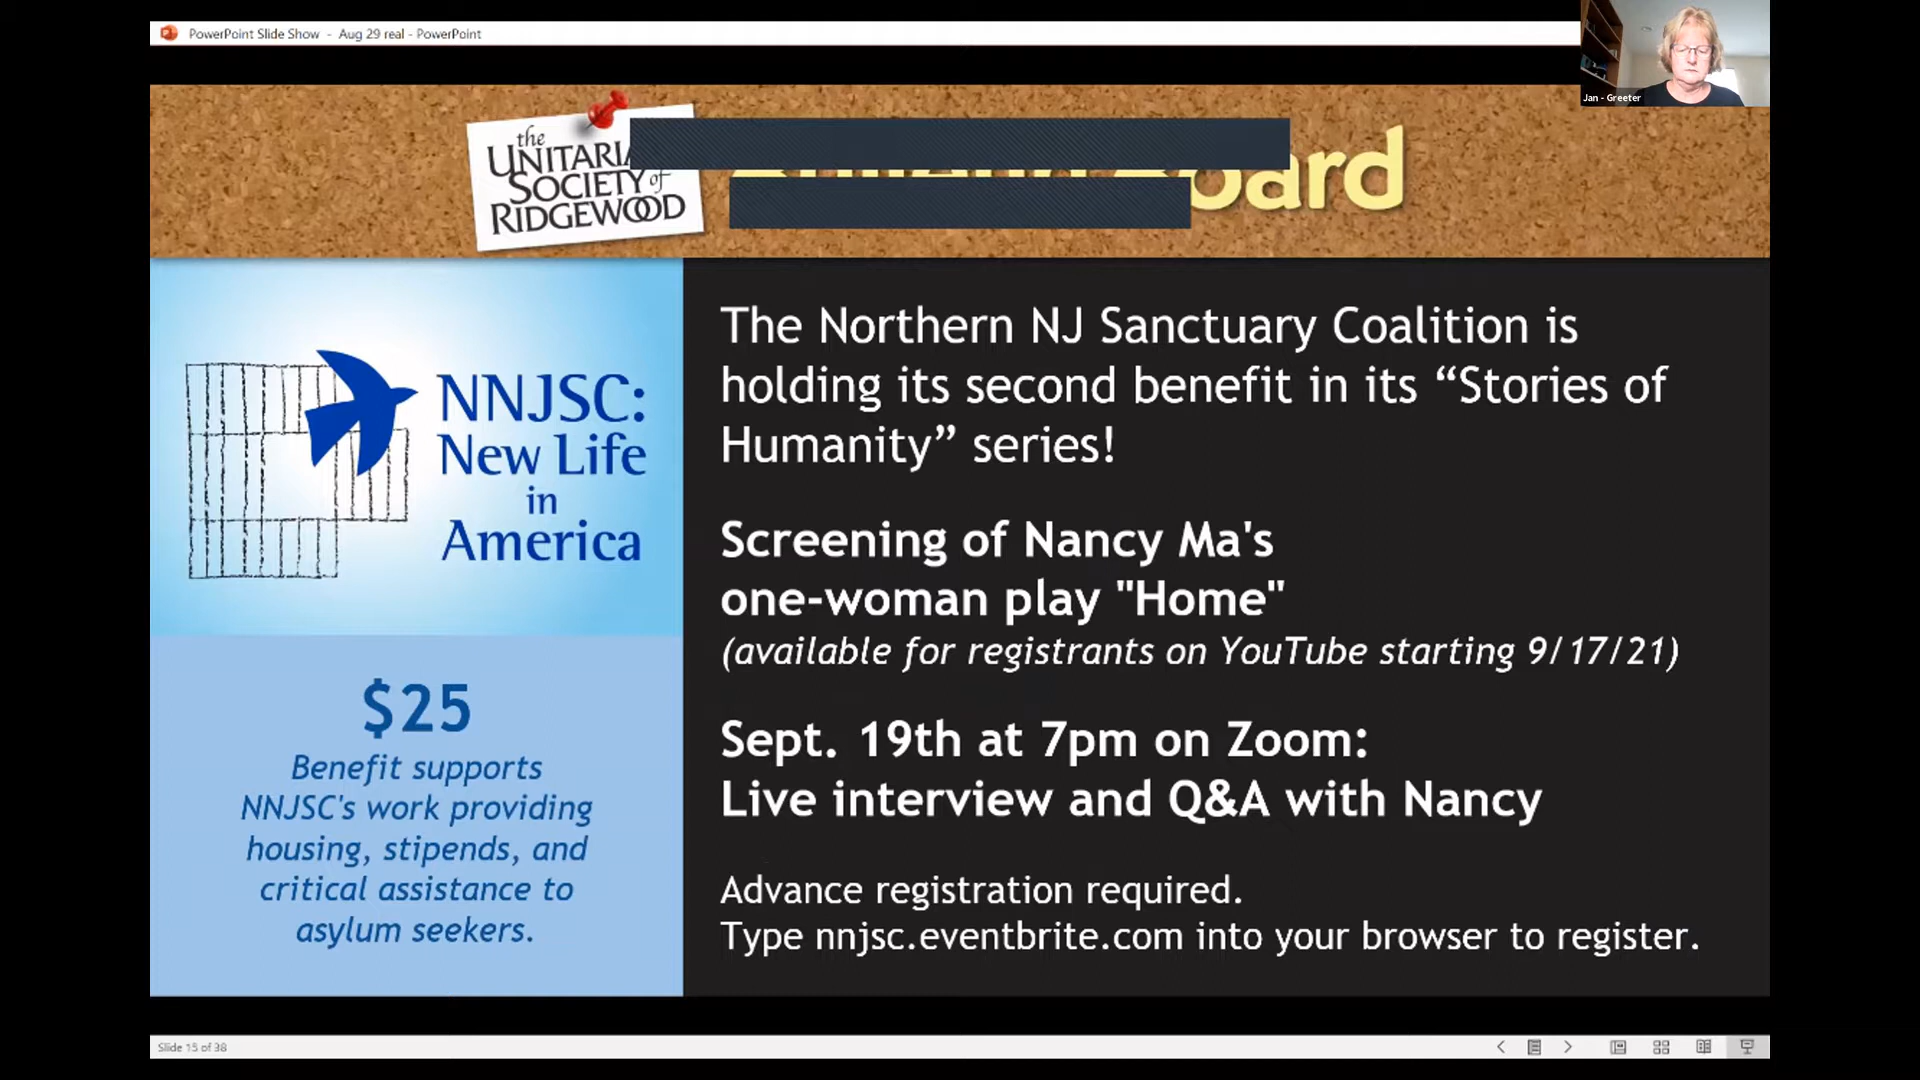 PowerPoint Slide Show - Aug 29 real - PowerPoint
Jan - Greeter
the
UNITARIA
SOCIETY of
RIDGEWOOD
oard
NNJSC:
New Life
in
America
$25
Benefit supports
NNJSC's work providing
housing, stipends, and
critical assistance to
asylum seekers.
The Northern NJ Sanctuary Coalition is
holding its second benefit in its “Stories of
Humanity” series!
Screening of Nancy Ma's
one-woman play "Home"
(available for registrants on YouTube starting 9/17/21)
Sept. 19th at 7pm on Zoom:
Live interview and Q&A with Nancy
Advance registration required.
Type nnjsc.eventbrite.com into your browser to register.
Slide 15 of 38